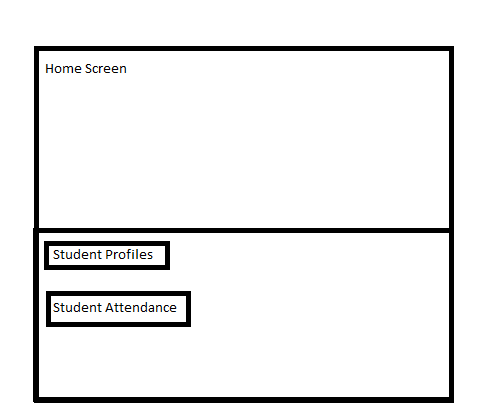 Home Screen
Student Profiles
Student Attendance